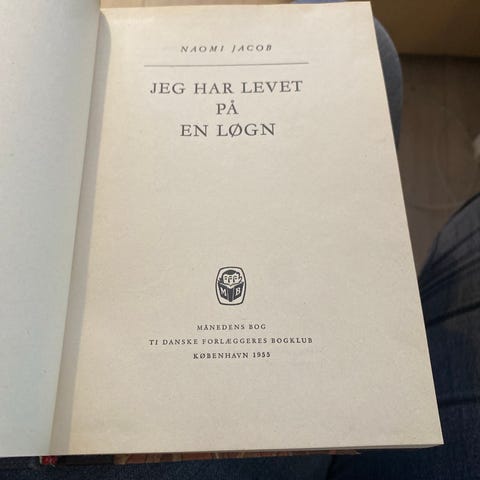 NAOMI JACOB
JEG HAR LEVET
PÅ
EN LØGN
M B
MÅNEDENS BOG
TI DANSKE FORLÆGGERES BOGKLUB
KØBENHAVN 1955